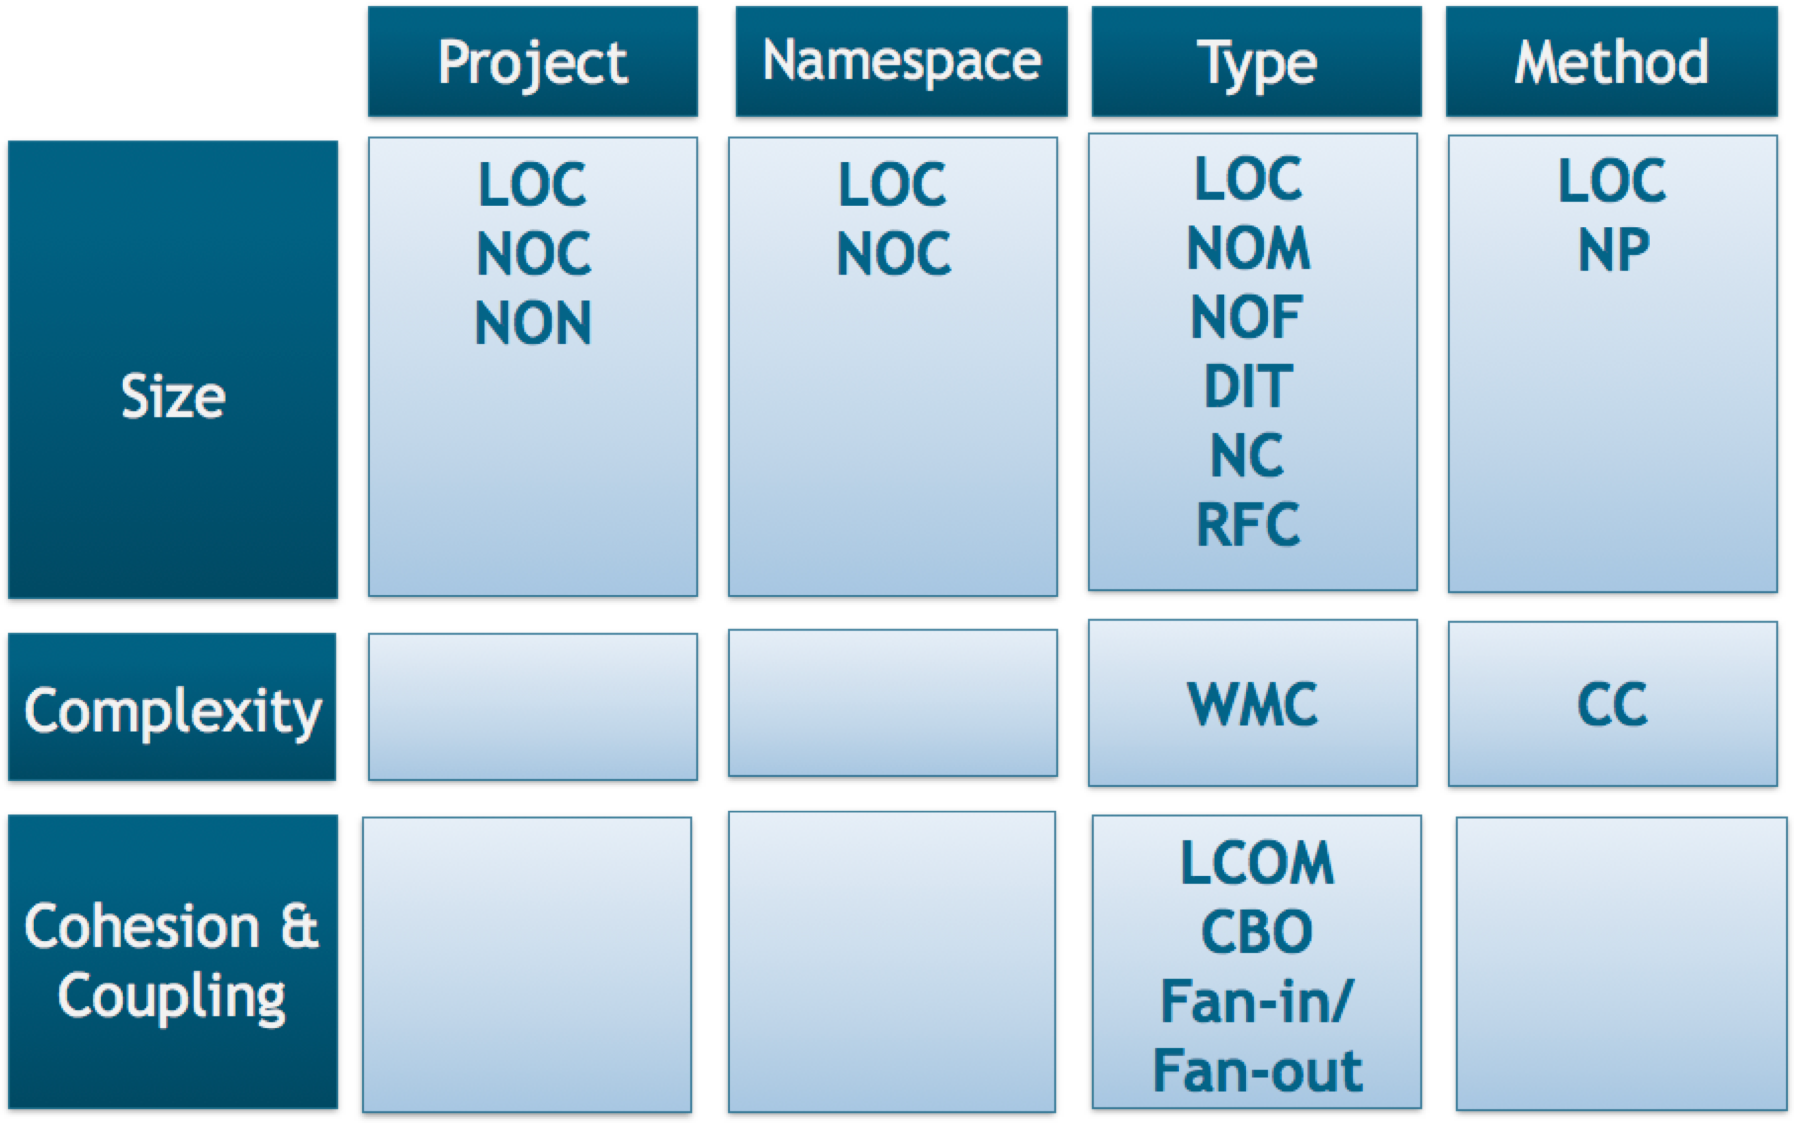 Project
Namespace
Type
Method
Size
LOC
NOC
NON
LOC
NOC
LOC
NOM
NOF
DIT
NC
RFC
LOC
NP
Complexity
WMC
CC
Cohesion &
Coupling
LCOM
CBO
Fan-in/
Fan-out